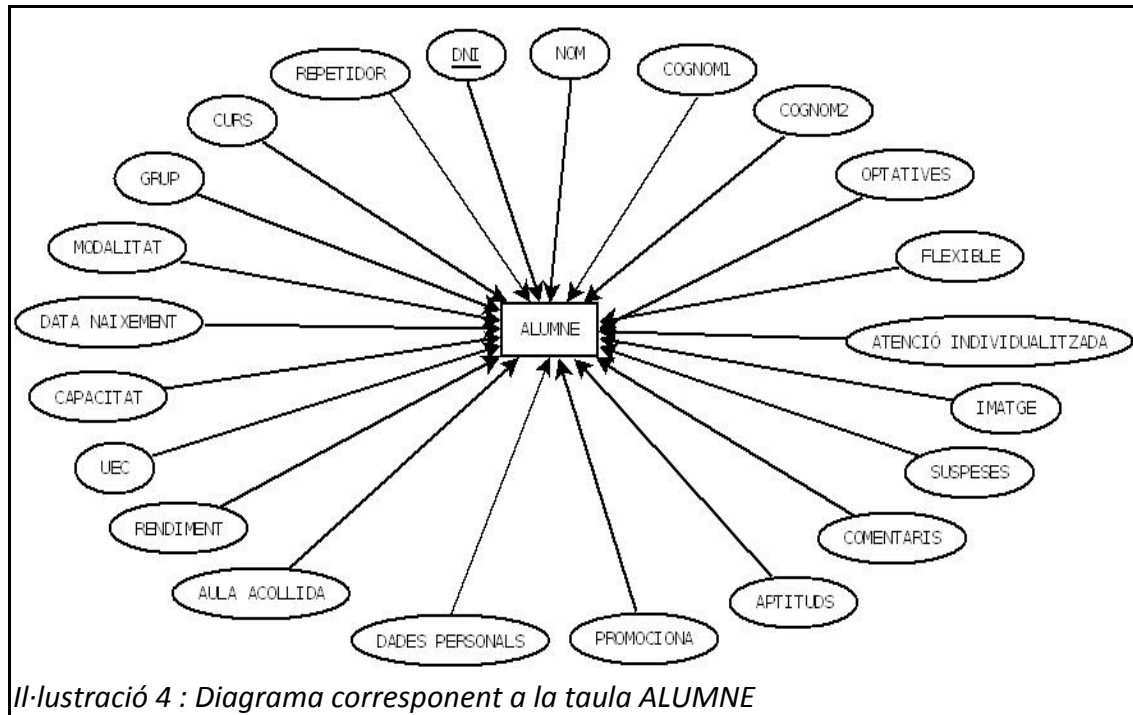 DNI
NOM
REPETIDOR
COGNOM1
CURS
COGNOM2
GRUP
OPTATIVES
MODALITAT
FLEXIBLE
DATA NAIXEMENT
ALUMNE
ATENCIÓ INDIVIDUALITZADA
CAPACITAT
IMATGE
UEC
SUSPESES
RENDIMENT
COMENTARIS
AULA ACOLLIDA
APTITUDS
DADES PERSONALS
PROMOCIONA
Il·lustració 4 : Diagrama corresponent a la taula ALUMNE